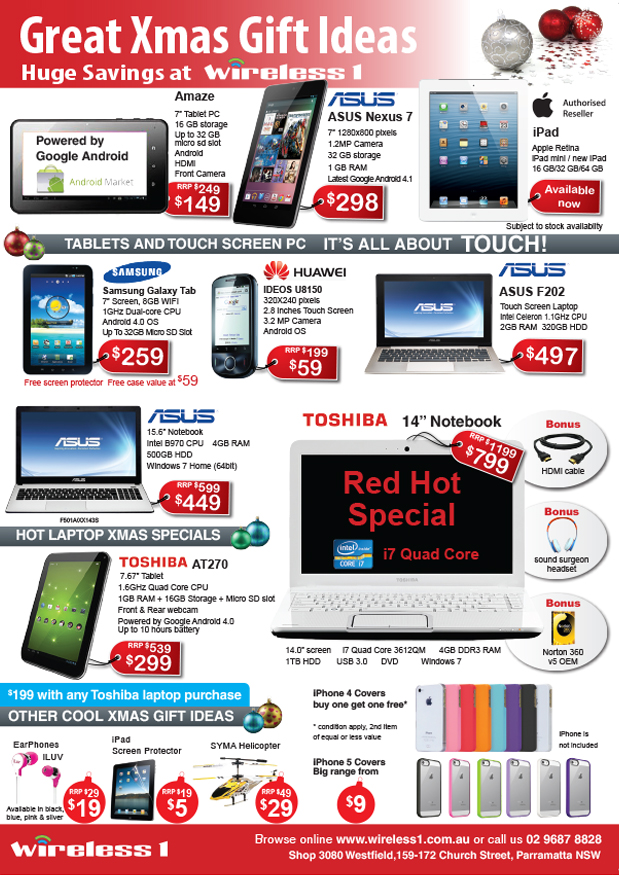 Great Xmas Gift Ideas
Huge Savings at wireless 1
Amaze
7" Tablet PC
16 GB storage
Up to 32 GB
micro sd slot
Android
HDMI
Front Camera
RRP $249
$149
Powered by
Google Android
Android Market
ASUS
ASUS Nexus 7
7" 1280x800 pixels
1.2MP Camera
32 GB storage
1 GB RAM
Latest Google Android 4.1
$298
Authorised
Reseller
iPad
Apple Retina
IPad mini / new IPad
16 GB/32 GB/64 GB
Available
now
Subject to stock availabilty
TABLETS AND TOUCH SCREEN PC IT'S ALL ABOUT TOUCH!
SAMSUNG
Samsung Galaxy Tab
7" Screen, 8GB WIFI
1GHz Dual-core CPU
Android 4.0 OS
Up To 32GB Micro SD Slot
$259
Free screen protector Free case value at $59
HUAWEI
IDEOS U8150
320X240 pixels
2.8 Inches Touch Screen
3.2 MP Camera
Android OS
RRP $199
$59
ASUS
ASUS F202
Touch Screen Laptop
Intel Celeron 1.1GHz CPU
2GB RAM 320GB HDD
ASUS
$497
ASUS
15.6" Notebook
Intel B970 CPU 4GB RAM
500GB HDD
Windows 7 Home (64bit)
ASUS
RRP $599
$449
F501A/XX143S
HOT LAPTOP XMAS SPECIALS
TOSHIBA 14" Notebook
RRP $1199
$799
Red Hot
Special
intel
CORE i7
i7 Quad Core
TOSHIBA
14.0" screen I7 Quad Core 3612QM 4GB DDR3 RAM
1TB HDD USB 3.0 DVD Windows 7
Bonus
HDMI cable
Bonus
sound surgeon
headset
Bonus
Norton 360
v5 OEM
TOSHIBA AT270
7.67" Tablet
1.6GHz Quad Core CPU
1GB RAM + 16GB Storage + Micro SD slot
Front & Rear webcam
Powered by Google Android 4.0
Up to 10 hours battery
RRP $539
$299
$199 with any Toshiba laptop purchase
OTHER COOL XMAS GIFT IDEAS
EarPhones
ILUV
RRP $29
$19
Available in black,
blue, pink & silver
iPad
Screen Protector
RRP $19
$5
SYMA Helicopter
RRP $49
$29
iPhone 4 Covers
buy one get one free*
* condition apply, 2nd item
of equal or less value
iPhone is
not included
iPhone 5 Covers
Big range from
$9
wireless 1
Browse online www.wireless1.com.au or call us 02 9687 8828
Shop 3080 Westfield,159-172 Church Street, Parramatta NSW